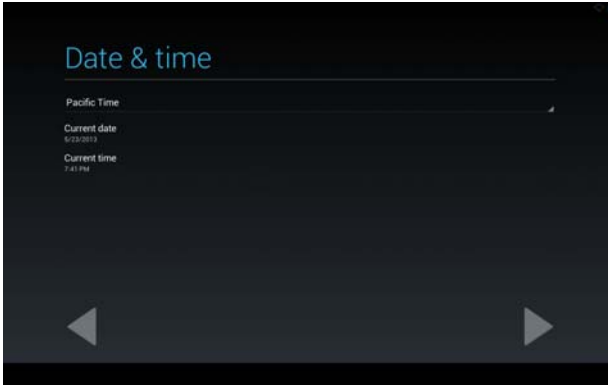 Date & time
Pacific Time
Current date
5/23/2013
Current time
7:41 PM